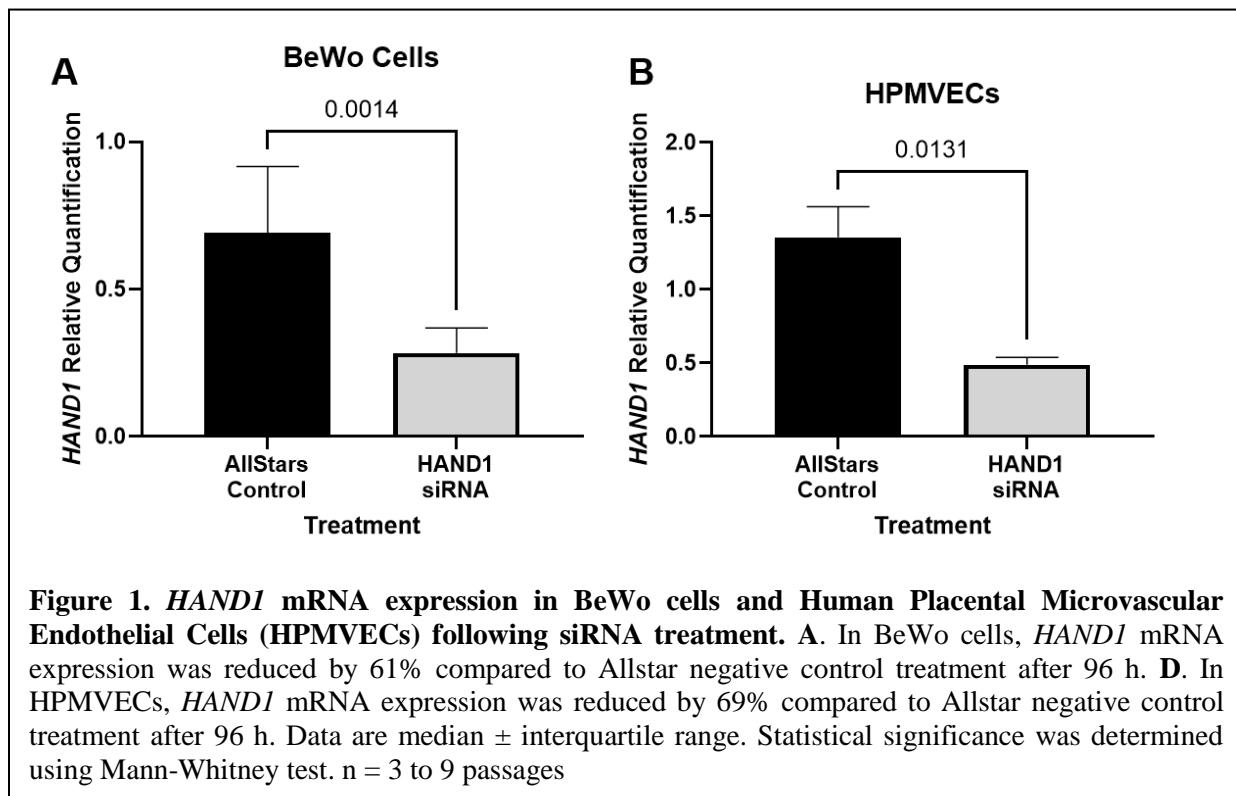 A
BeWo Cells
0.0014
1.0
0.5
0.0
HAND1 Relative Quantification
AllStars
Control
HAND1
siRNA
Treatment
B
HPMVECs
0.0131
2.0
1.5
1.0
0.5
0.0
HAND1 Relative Quantification
AllStars
Control
HAND1
siRNA
Treatment
Figure 1. HAND1 mRNA expression in BeWo cells and Human Placental Microvascular
Endothelial Cells (HPMVECs) following siRNA treatment. A. In BeWo cells, HAND1 mRNA
expression was reduced by 61% compared to Allstar negative control treatment after 96 h. D. In
HPMVECs, HAND1 mRNA expression was reduced by 69% compared to Allstar negative control
treatment after 96 h. Data are median ± interquartile range. Statistical significance was determined
using Mann-Whitney test. n = 3 to 9 passages